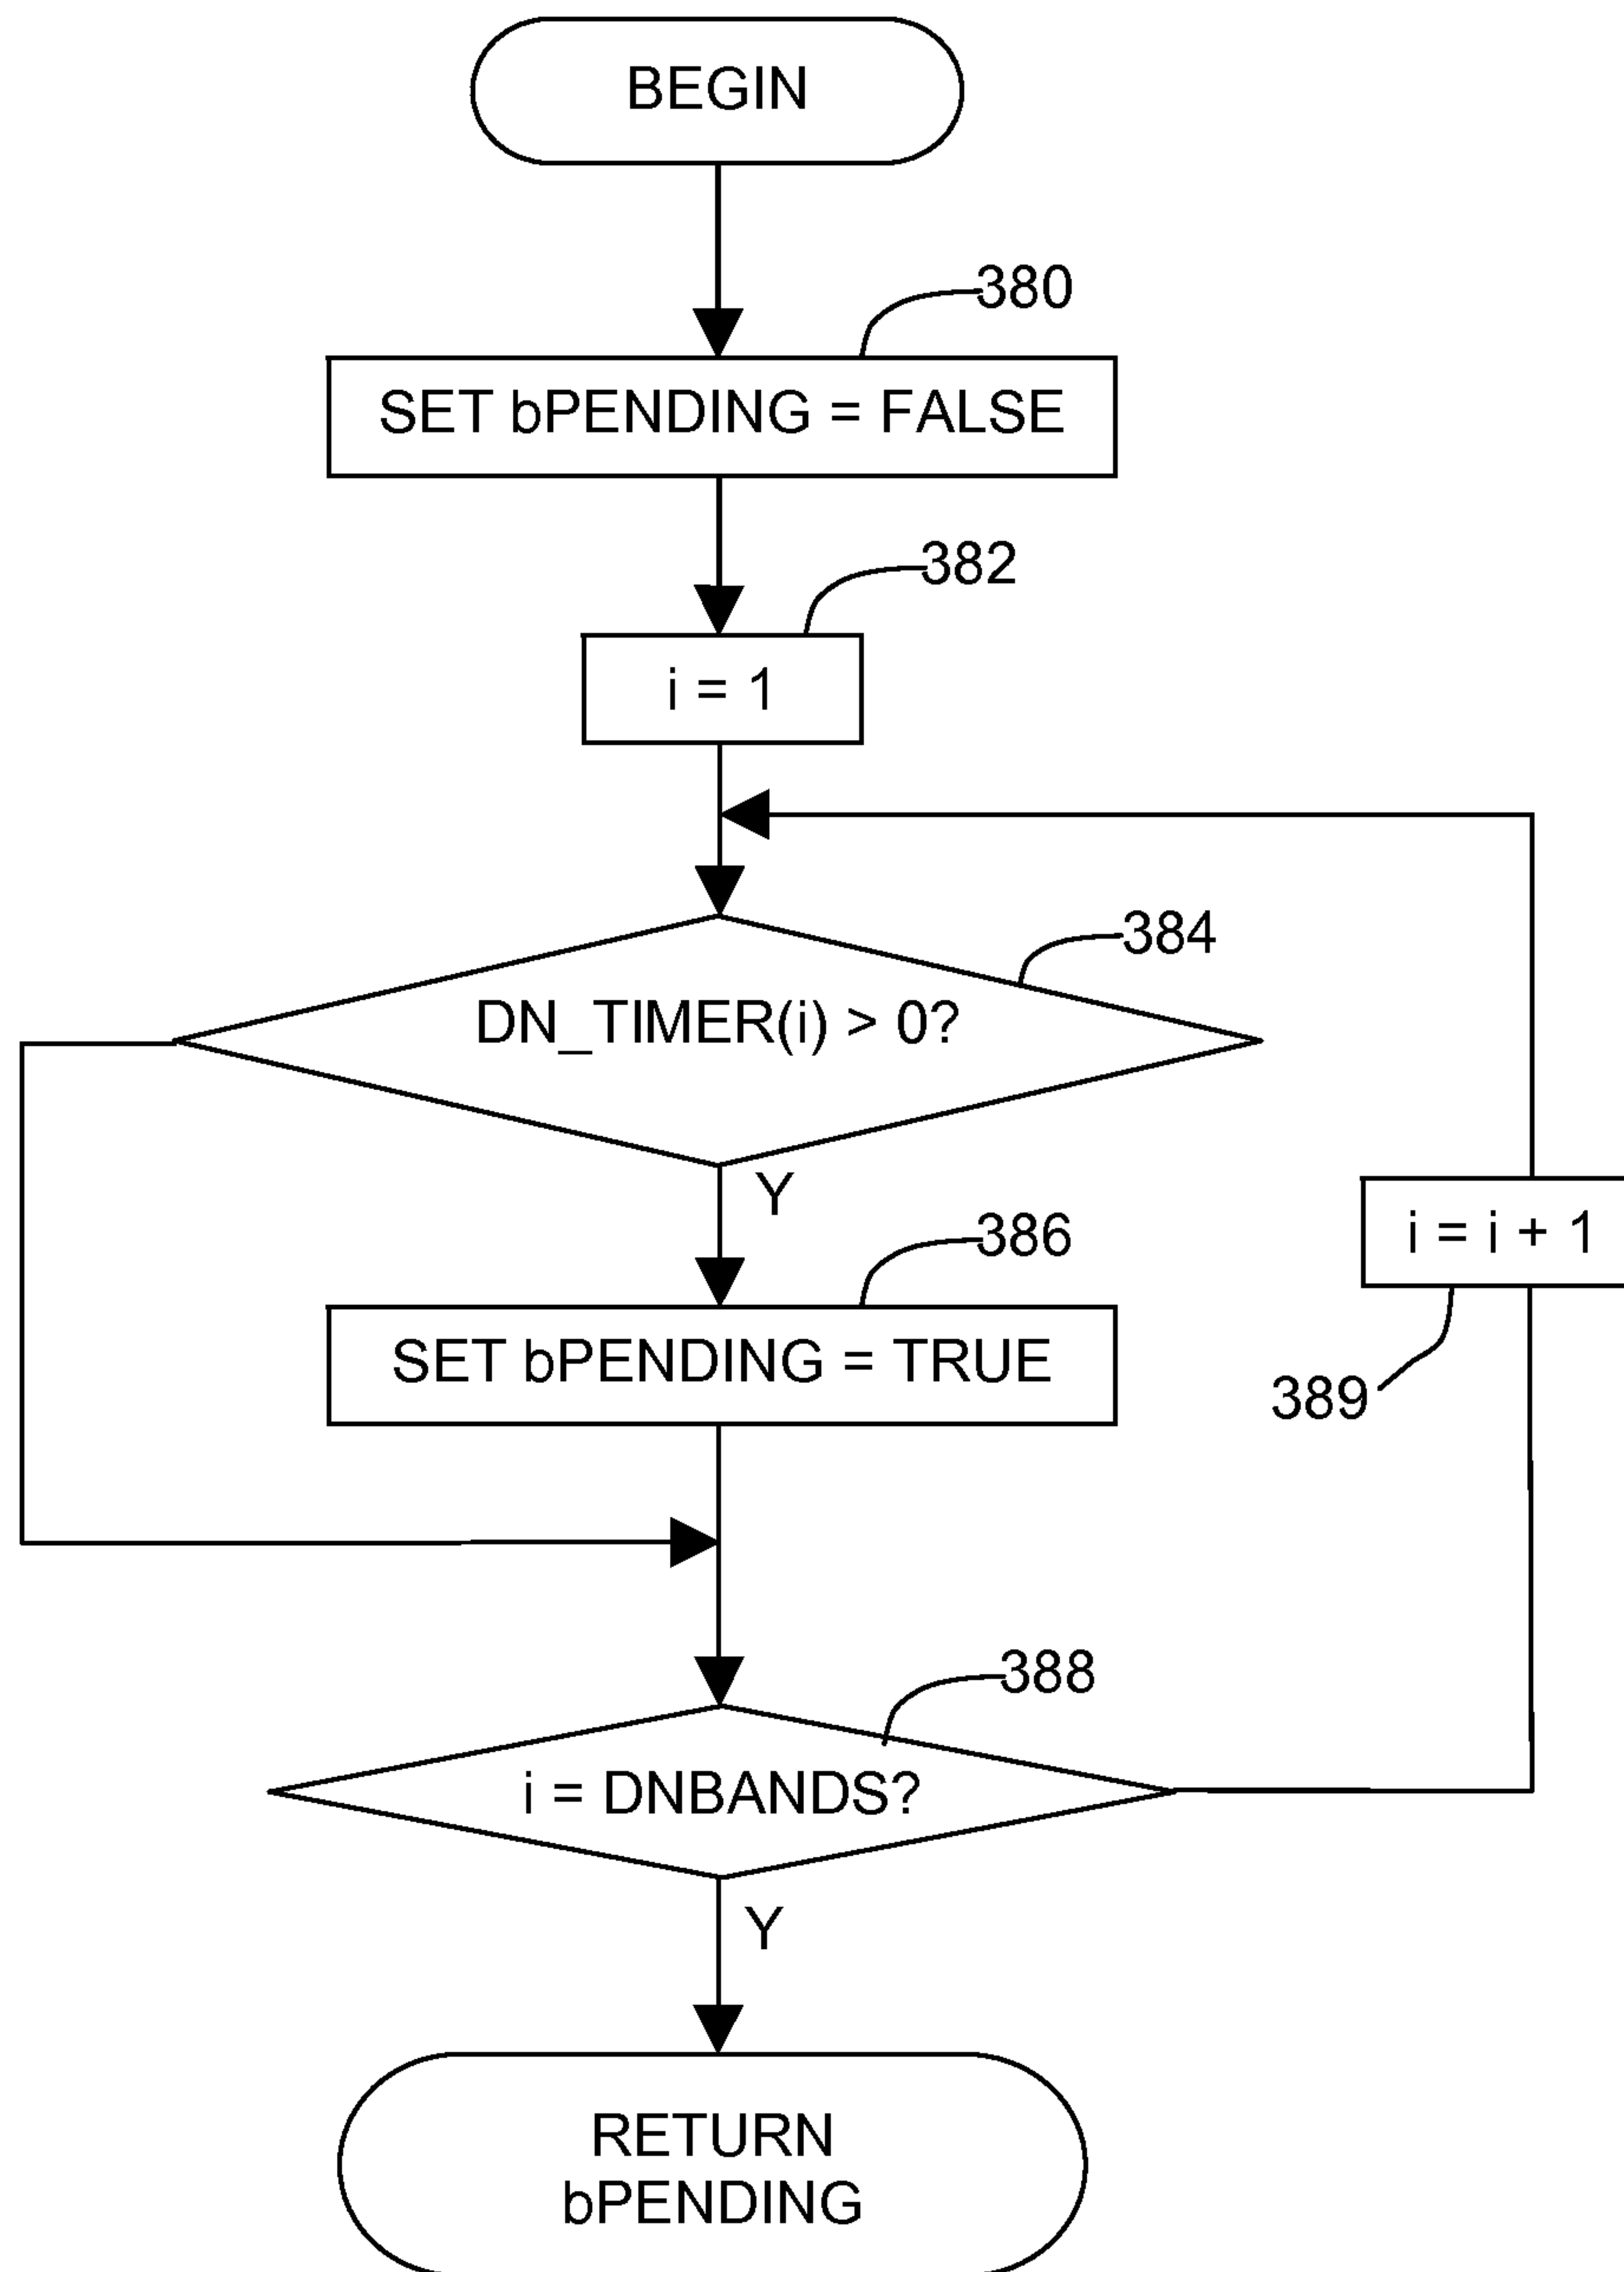 BEGIN
380
SET bPENDING = FALSE
382
i = 1
384
DN_TIMER(i) > 0?
Y
386
i = i + 1
SET bPENDING = TRUE
389
388
i = DNBANDS?
Y
RETURN
bPENDING